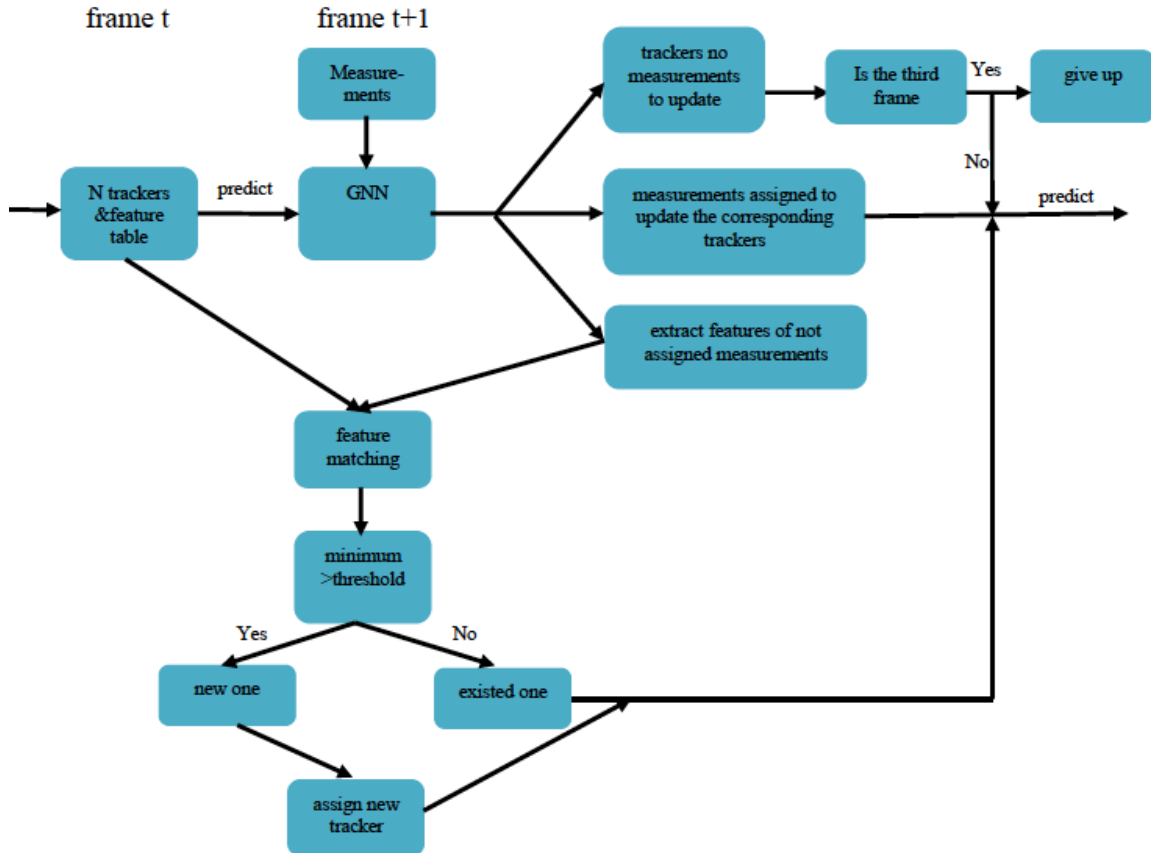 frame t
frame t+1
Measure-
ments
N trackers
&feature
table
predict
GNN
trackers no
measurements
to update
Is the third
frame
Yes
give up
No
measurements assigned to
update the corresponding
trackers
predict
extract features of not
assigned measurements
feature
matching
minimum
>threshold
Yes
No
new one
existed one
assign new
tracker